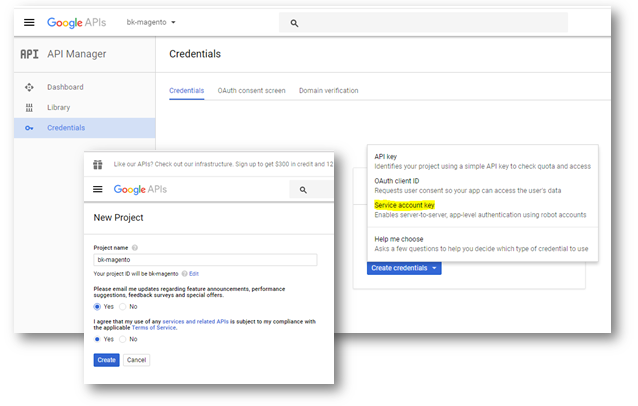 Google APIs
bk-magento
API
API Manager
Credentials
Dashboard
Library
Credentials
Credentials
OAuth consent screen
Domain verification
API key
Identifies your project using a simple API key to check quota and access
OAuth client ID
Requests user consent so your app can access the user's data
Service account key
Enables server-to-server, app-level authentication using robot accounts
Help me choose
Asks a few questions to help you decide which type of credential to use
Create credentials
Like our APIs? Check out our infrastructure. Sign up to get $300 in credit and 12
Google APIs
New Project
Project name
bk-magento
Your project ID will be bk-magento Edit
Please email me updates regarding feature announcements, performance
suggestions, feedback surveys and special offers.
Yes No
I agree that my use of any services and related APIs is subject to my compliance with
the applicable Terms of Service.
Yes No
Create Cancel